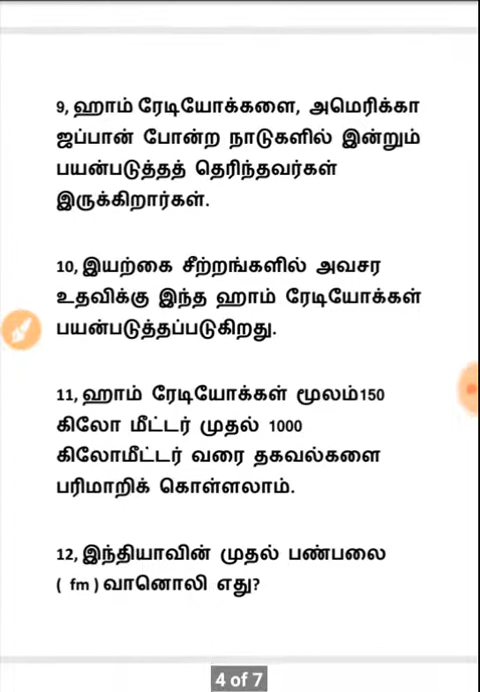 9, ஹாம் ரேடியோக்களை, அமெரிக்கா
ஜப்பான் போன்ற நாடுகளில் இன்றும்
பயன்படுத்தத் தெரிந்தவர்கள்
இருக்கிறார்கள்.
10, இயற்கை சீற்றங்களில் அவசர
உதவிக்கு இந்த ஹாம் ரேடியோக்கள்
பயன்படுத்தப்படுகிறது.
11, ஹாம் ரேடியோக்கள் மூலம்150
கிலோ மீட்டர் முதல் 1000
கிலோமீட்டர் வரை தகவல்களை
பரிமாறிக் கொள்ளலாம்.
12, இந்தியாவின் முதல் பண்பலை
( fm ) வானொலி எது?
4 of 7